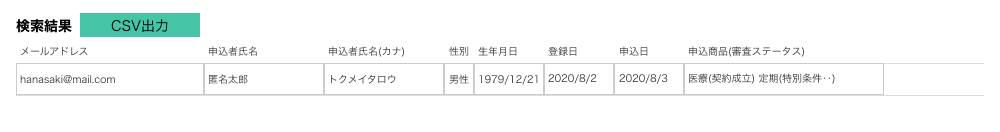 検索結果 CSV出力
メールアドレス 申込者氏名 申込者氏名(カナ) 性別 生年月日 登録日 申込日 申込商品(審査ステータス)
hanasaki@mail.com 匿名太郎 トクメイタロウ 男性 1979/12/21 2020/8/2 2020/8/3 医療(契約成立) 定期(特別条件‥)